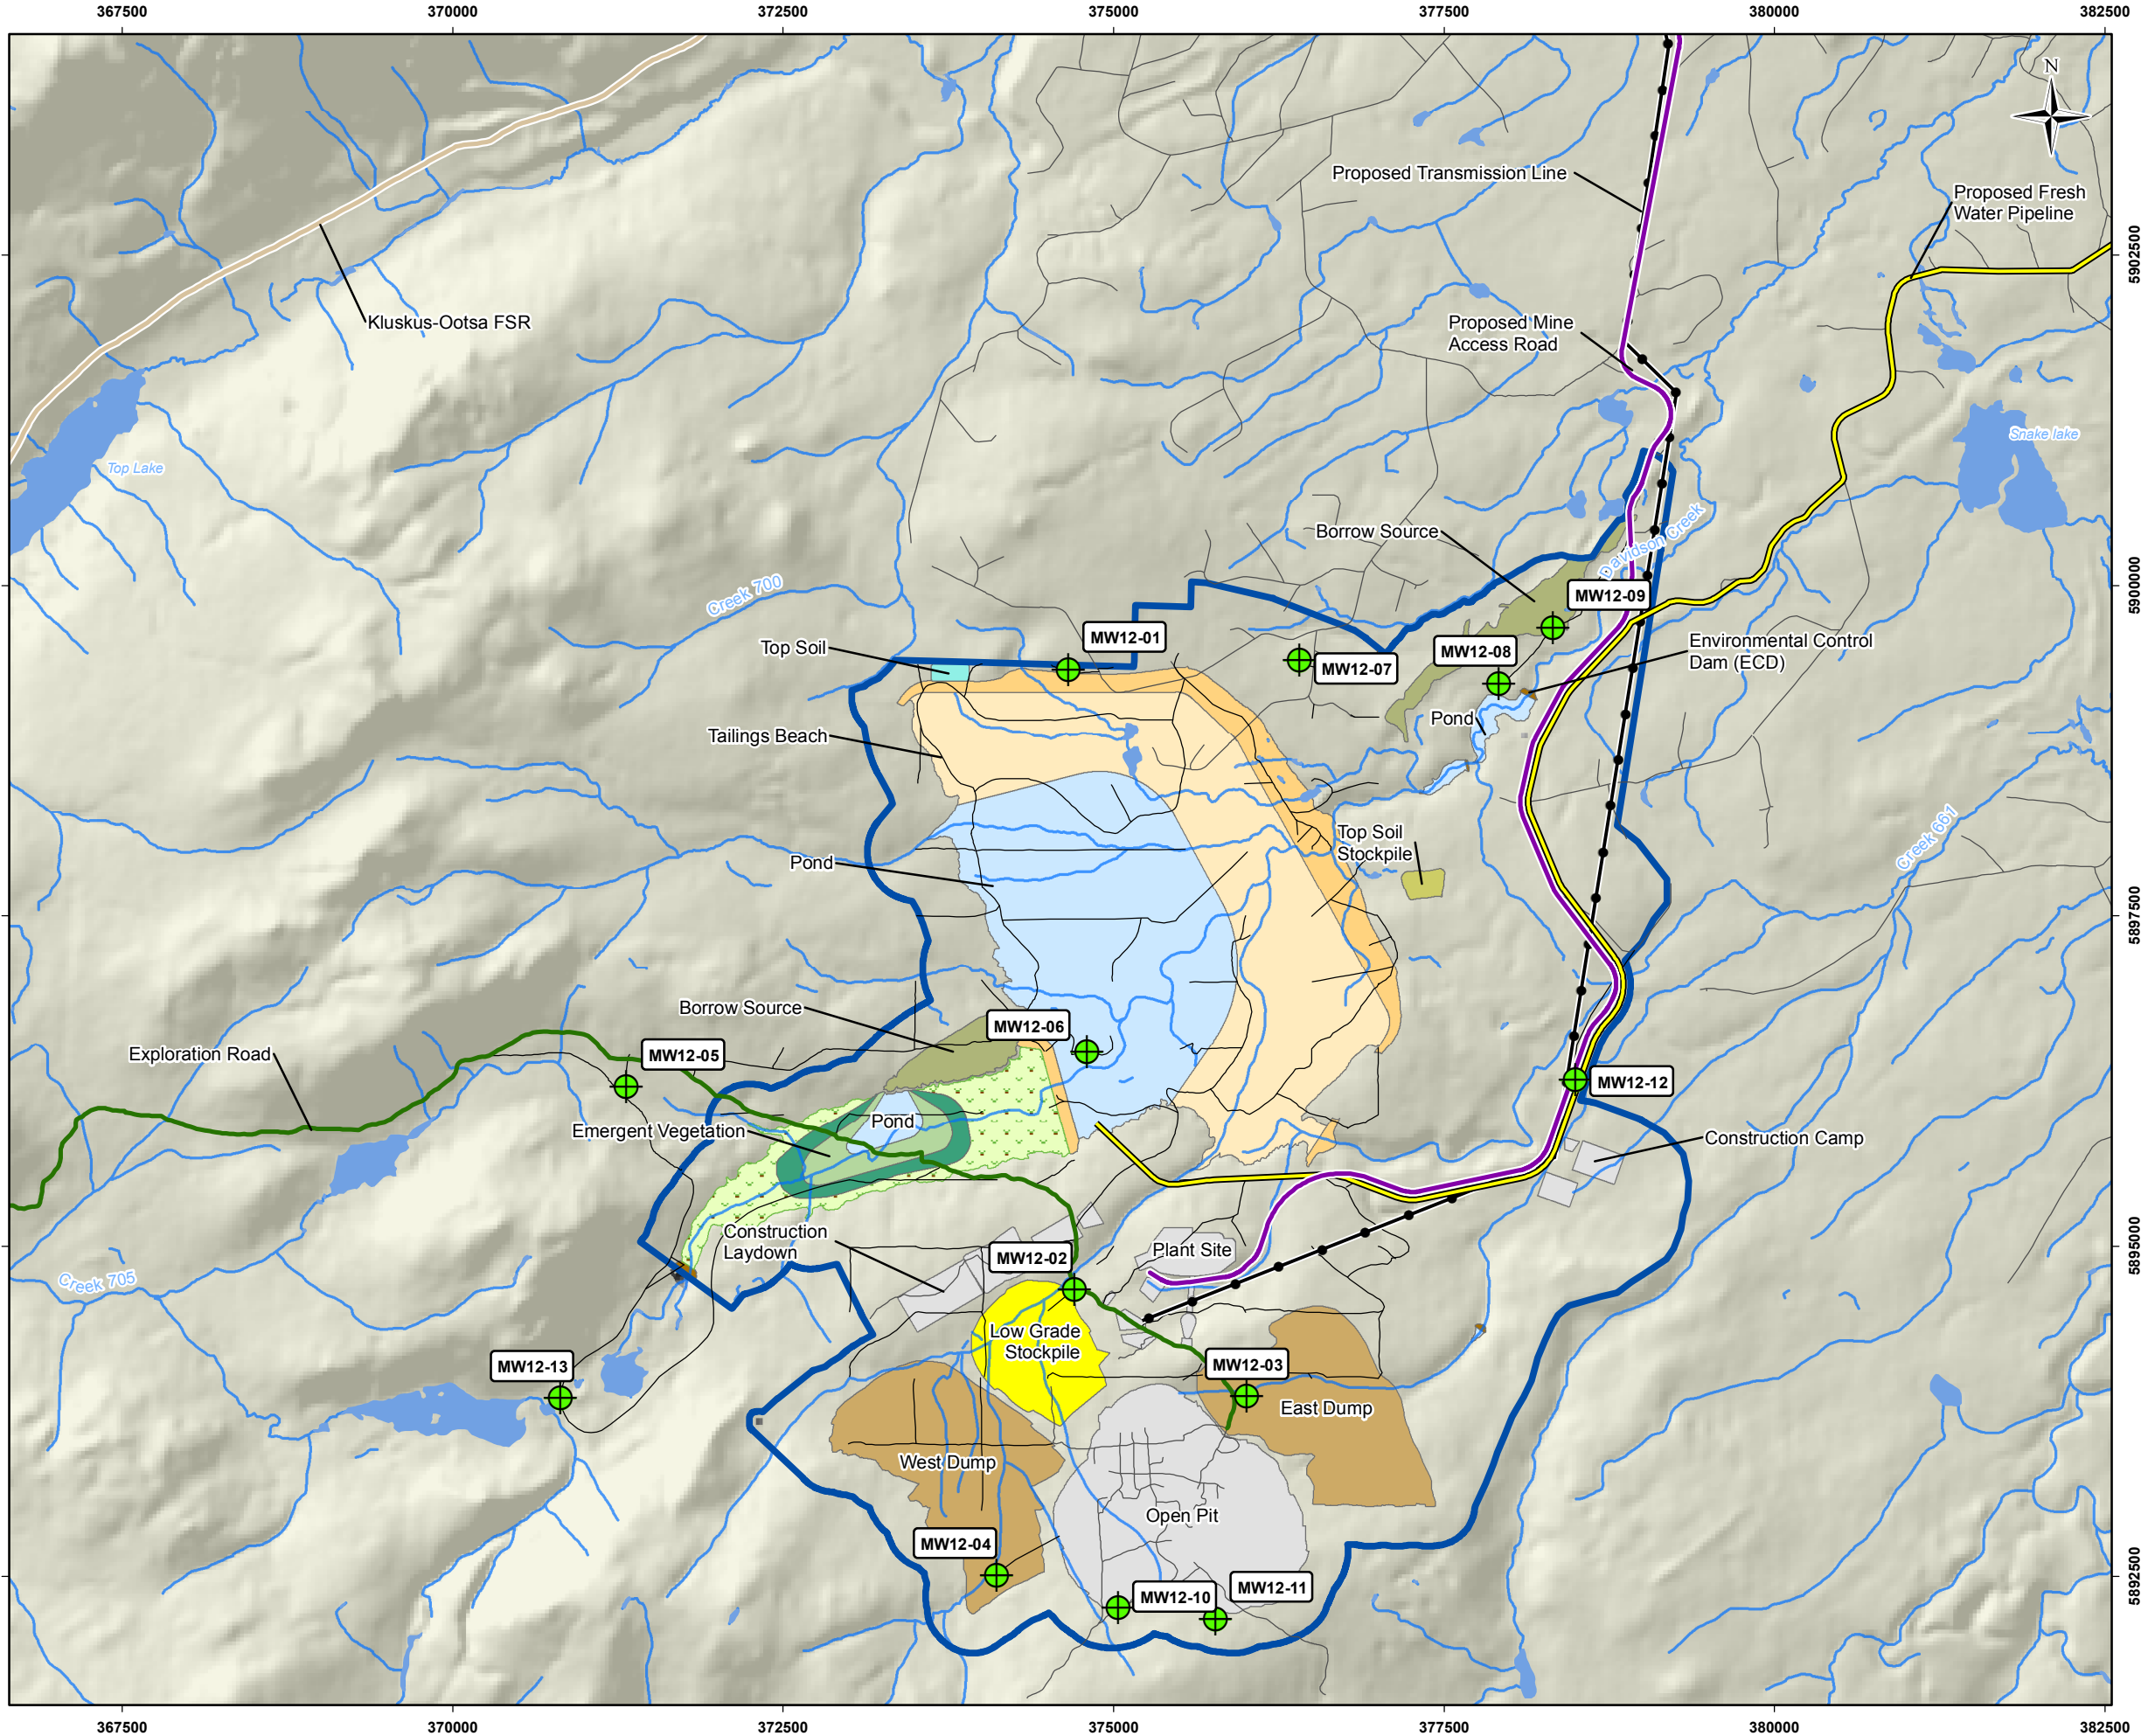 367500
370000
372500
375000
377500
380000
382500
N
Proposed Transmission Line
Proposed Fresh
Water Pipeline
5902500
Kluskus-Ootsa FSR
Proposed Mine
Access Road
Top Lake
Snake lake
Borrow Source
Davidson Creek
5900000
Creek 700
MW12-09
MW12-01
Top Soil
MW12-08
MW12-07
Environmental Control
Dam (ECD)
Pond
Tailings Beach
Top Soil
Stockpile
Creek 661
Pond
5897500
Borrow Source
MW12-06
Exploration Road
MW12-05
MW12-12
Pond
Emergent Vegetation
Construction Camp
Construction
Laydown
MW12-02
Plant Site
5895000
Creek 705
Low Grade
Stockpile
MW12-13
MW12-03
East Dump
West Dump
Open Pit
MW12-04
MW12-10
MW12-11
5892500
367500
370000
372500
375000
377500
380000
382500